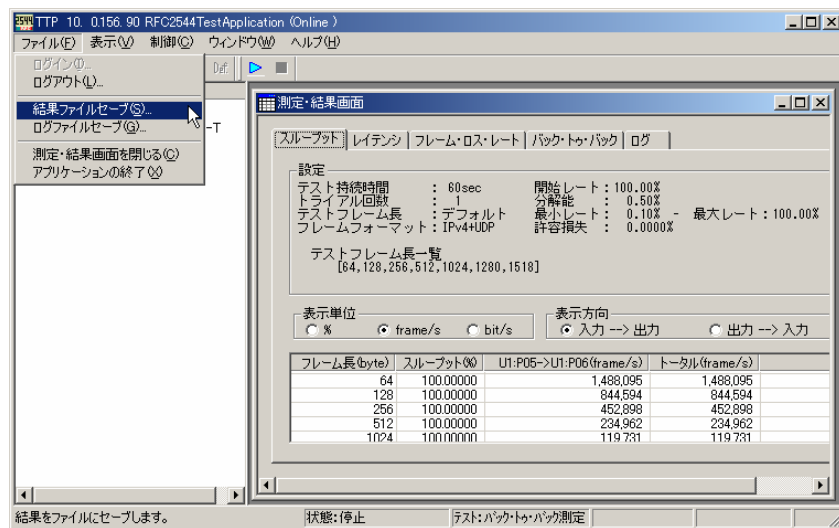 TTP 10. 0.156. 90 RFC2544TestApplication (Online )
ファイル(F) 表示(V) 制御(C) ウィンドウ(W) ヘルプ(H)
ログイン(I)...
ログアウト(L)...
Def.
結果ファイルセーブ(S)...
ログファイルセーブ(G)...
-T
測定・結果画面を閉じる(C)
アプリケーションの終了(X)
測定・結果画面
スループット レイテンシ フレーム・ロス・レート バック・トゥ・バック ログ
設定
テスト持続時間 : 60sec 開始レート : 100.00%
トライアル回数 : 1 分解能 : 0.50%
テストフレーム長 : デフォルト 最小レート : 0.10% - 最大レート : 100.00%
フレームフォーマット : IPv4+UDP 許容損失 : 0.0000%
テストフレーム長一覧
[64,128,256,512,1024,1280,1518]
表示単位 表示方向
% frame/s bit/s 入力 --> 出力 出力 --> 入力
フレーム長(byte) スループット(%) U1:P05->U1:P06(frame/s) トータル(frame/s)
64 100.00000 1,488,095 1,488,095
128 100.00000 844,594 844,594
256 100.00000 452,898 452,898
512 100.00000 234,962 234,962
1024 100.00000 119,731 119,731
結果をファイルにセーブします。 状態:停止 テスト:バック・トゥ・バック測定